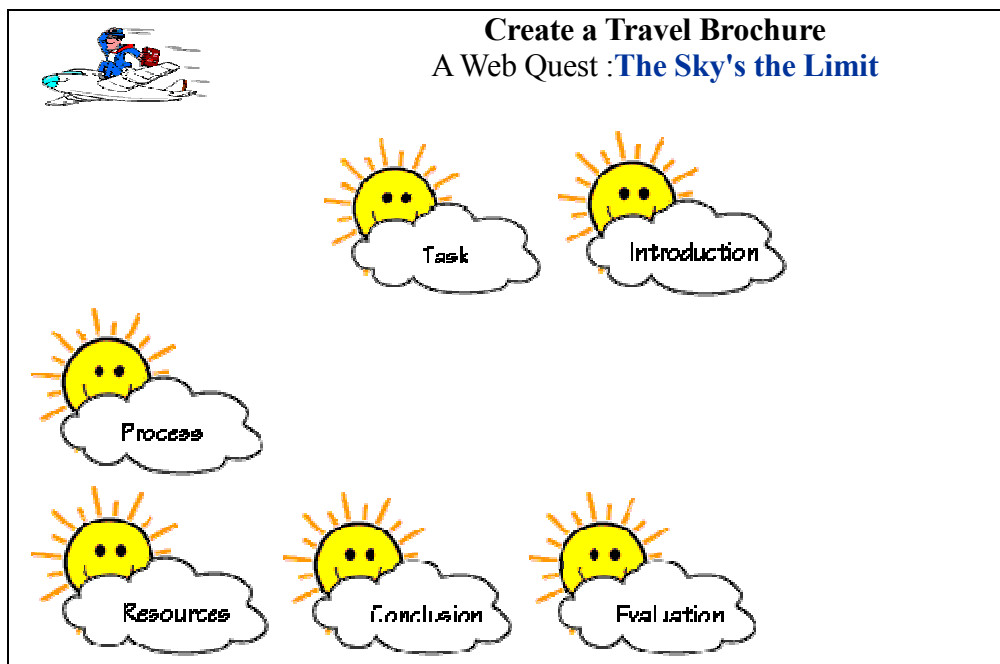 Create a Travel Brochure
A Web Quest :The Sky's the Limit
Task
Introduction
Process
Resources
Conclusion
Evaluation